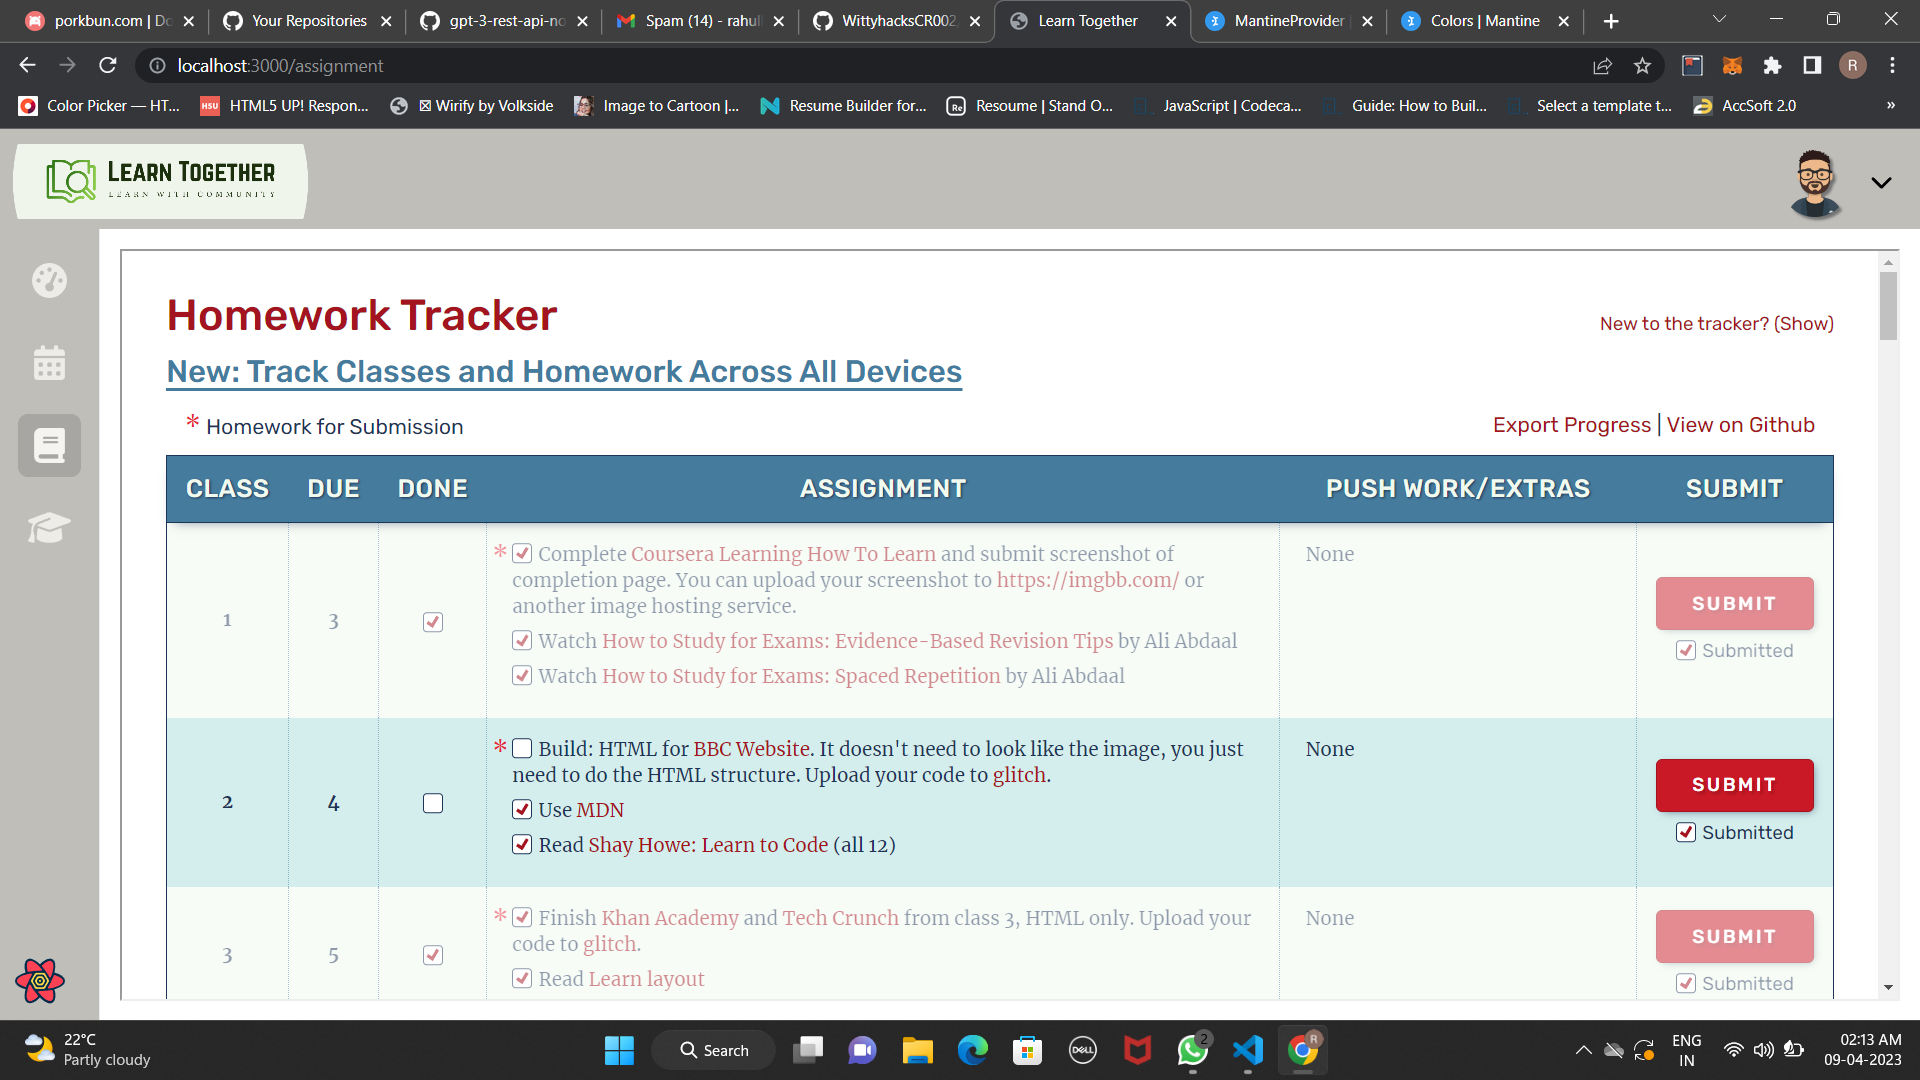 porkbun.com | Do
Your Repositories
gpt-3-rest-api-no
Spam (14) - rahul
WittyhacksCR002
Learn Together
MantineProvider
Colors | Mantine
localhost:3000/assignment
R
Color Picker — HT...
HSU HTML5 UP! Respon...
Wirify by Volkside
Image to Cartoon |...
Resume Builder for...
Re Resoume | Stand O...
JavaScript | Codeca...
Guide: How to Buil...
Select a template t...
AccSoft 2.0
»
LEARN TOGETHER
LEARN WITH COMMUNITY
Homework Tracker
New to the tracker? (Show)
New: Track Classes and Homework Across All Devices
* Homework for Submission
Export Progress | View on Github
CLASS DUE DONE ASSIGNMENT PUSH WORK/EXTRAS SUBMIT
1 3
* Complete Coursera Learning How To Learn and submit screenshot of
completion page. You can upload your screenshot to https://imgbb.com/ or
another image hosting service.
Watch How to Study for Exams: Evidence-Based Revision Tips by Ali Abdaal
Watch How to Study for Exams: Spaced Repetition by Ali Abdaal
None
SUBMIT
Submitted
2 4
* Build: HTML for BBC Website. It doesn't need to look like the image, you just
need to do the HTML structure. Upload your code to glitch.
Use MDN
Read Shay Howe: Learn to Code (all 12)
None
SUBMIT
Submitted
3 5
* Finish Khan Academy and Tech Crunch from class 3, HTML only. Upload your
code to glitch.
Read Learn layout
None
SUBMIT
Submitted
22°C
Partly cloudy
Search
DELL
2
R
ENG
IN
02:13 AM
09-04-2023